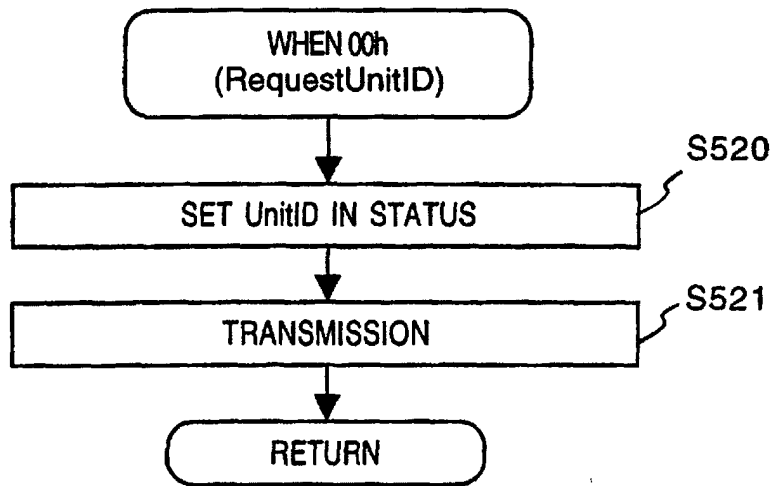 WHEN 00h
(RequestUnitID)
S520
SET UnitID IN STATUS
S521
TRANSMISSION
RETURN